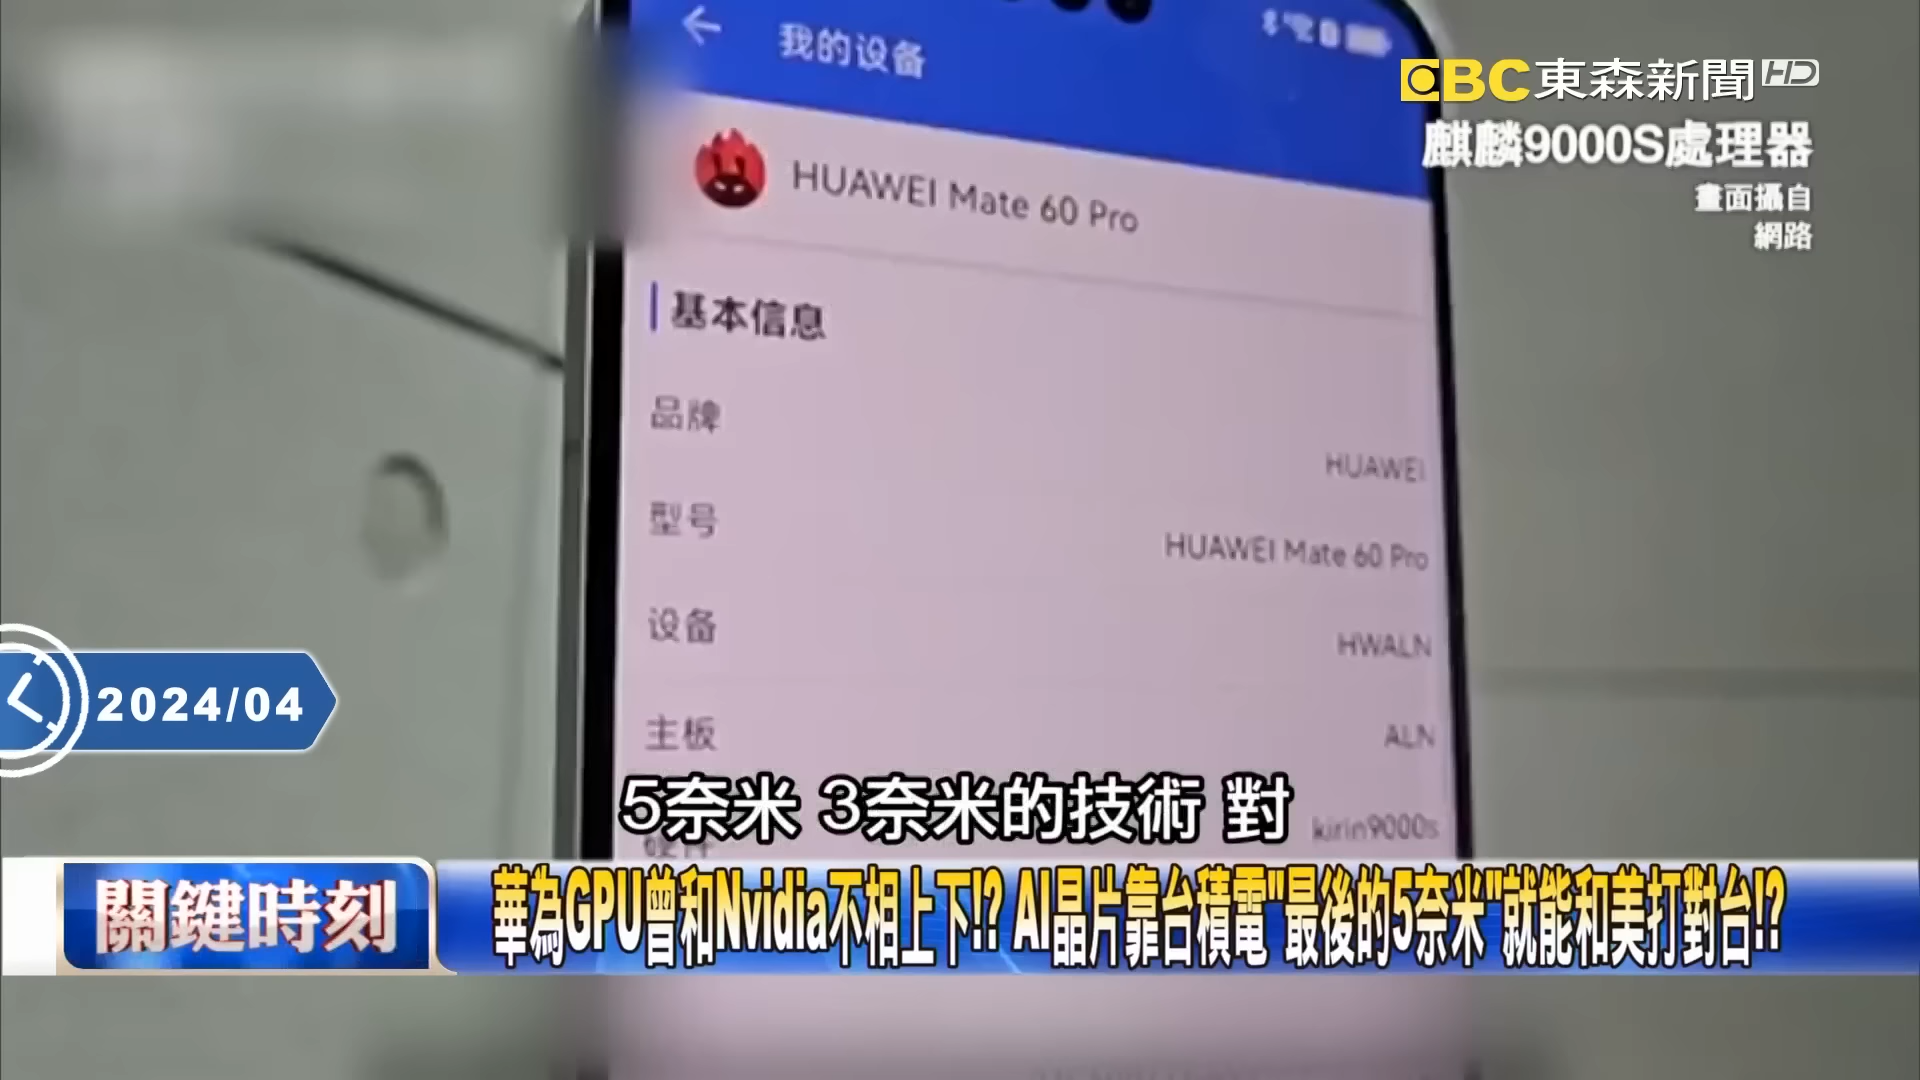 我的设备
EBC東森新聞HD
麒麟9000S處理器
畫面攝自
網路
HUAWEI Mate 60 Pro
基本信息
品牌
HUAWEI
型号
HUAWEI Mate 60 Pro
设备
HWALN
主板
ALN
2024/04
5奈米 3奈米的技術 對
硬件
kirin9000s
關鍵時刻
華為GPU曾和Nvidia不相上下!? AI晶片靠台積電"最後的5奈米"就能和美打對台!?